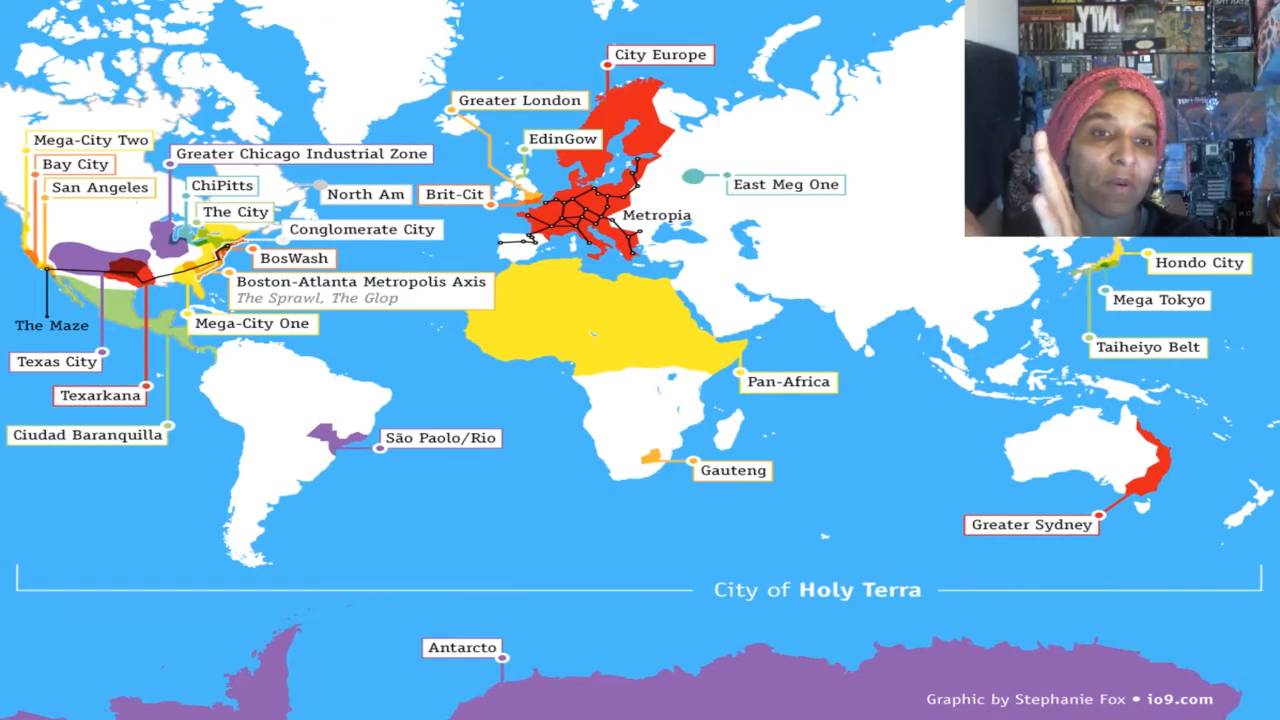 City Europe
Greater London
EdinGow
Mega-City Two
Greater Chicago Industrial Zone
Bay City
ChiPitts
San Angeles
North Am
Brit-Cit
East Meg One
The City
Metropia
Conglomerate City
BosWash
Hondo City
Boston-Atlanta Metropolis Axis
The Sprawl, The Glop
Mega Tokyo
The Maze
Mega-City One
Taiheiyo Belt
Texas City
Pan-Africa
Texarkana
Ciudad Baranquilla
São Paolo/Rio
Gauteng
Greater Sydney
City of Holy Terra
Antarcto
Graphic by Stephanie Fox • io9.com